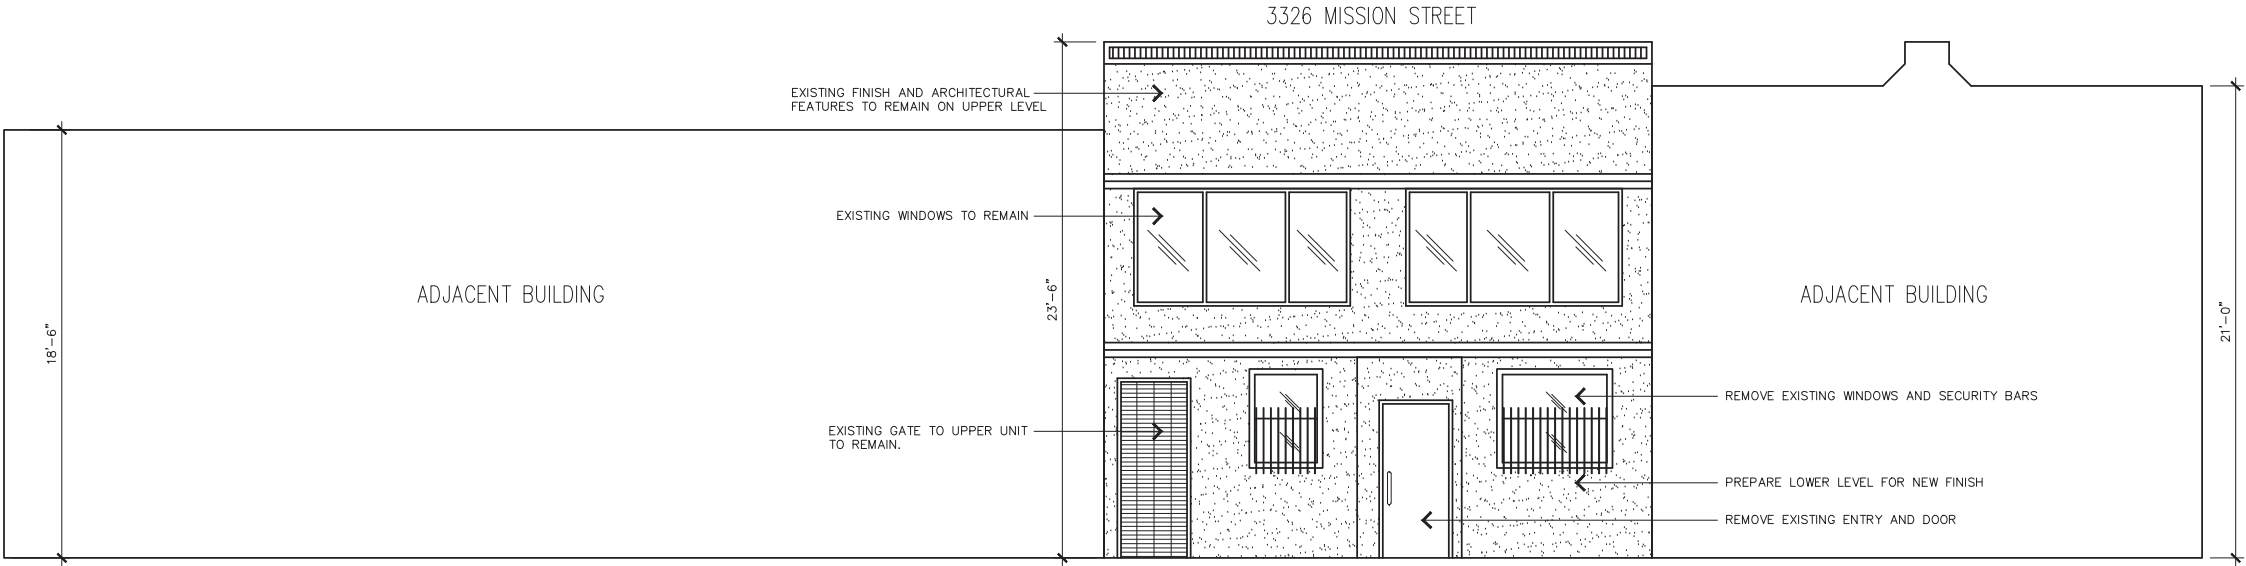 3326 MISSION STREET
EXISTING FINISH AND ARCHITECTURAL
FEATURES TO REMAIN ON UPPER LEVEL
EXISTING WINDOWS TO REMAIN
ADJACENT BUILDING
ADJACENT BUILDING
18'-6"
23'-6"
21'-0"
EXISTING GATE TO UPPER UNIT
TO REMAIN.
REMOVE EXISTING WINDOWS AND SECURITY BARS
PREPARE LOWER LEVEL FOR NEW FINISH
REMOVE EXISTING ENTRY AND DOOR